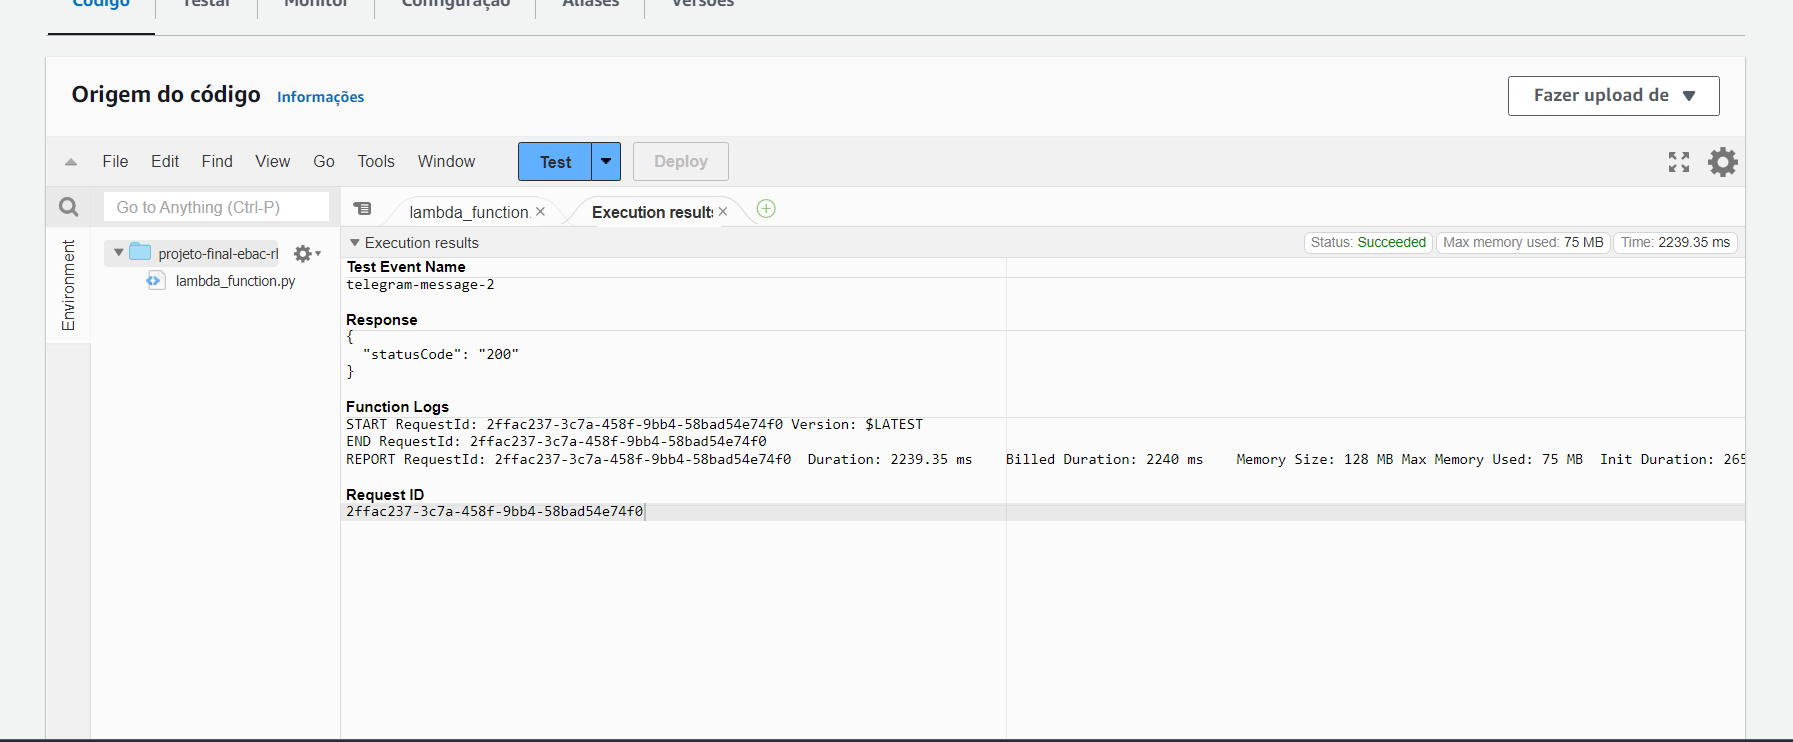 Código Testar Monitor Configuração Aliases Versões
Origem do código Informações Fazer upload de
File Edit Find View Go Tools Window Test Deploy
Go to Anything (Ctrl-P) lambda_function. Execution results
Environment
projeto-final-ebac-rl
lambda_function.py
Execution results Status: Succeeded Max memory used: 75 MB Time: 2239.35 ms
Test Event Name
telegram-message-2
Response
{
"statusCode": "200"
}
Function Logs
START RequestId: 2ffac237-3c7a-458f-9bb4-58bad54e74f0 Version: $LATEST
END RequestId: 2ffac237-3c7a-458f-9bb4-58bad54e74f0
REPORT RequestId: 2ffac237-3c7a-458f-9bb4-58bad54e74f0 Duration: 2239.35 ms Billed Duration: 2240 ms Memory Size: 128 MB Max Memory Used: 75 MB Init Duration: 265
Request ID
2ffac237-3c7a-458f-9bb4-58bad54e74f0